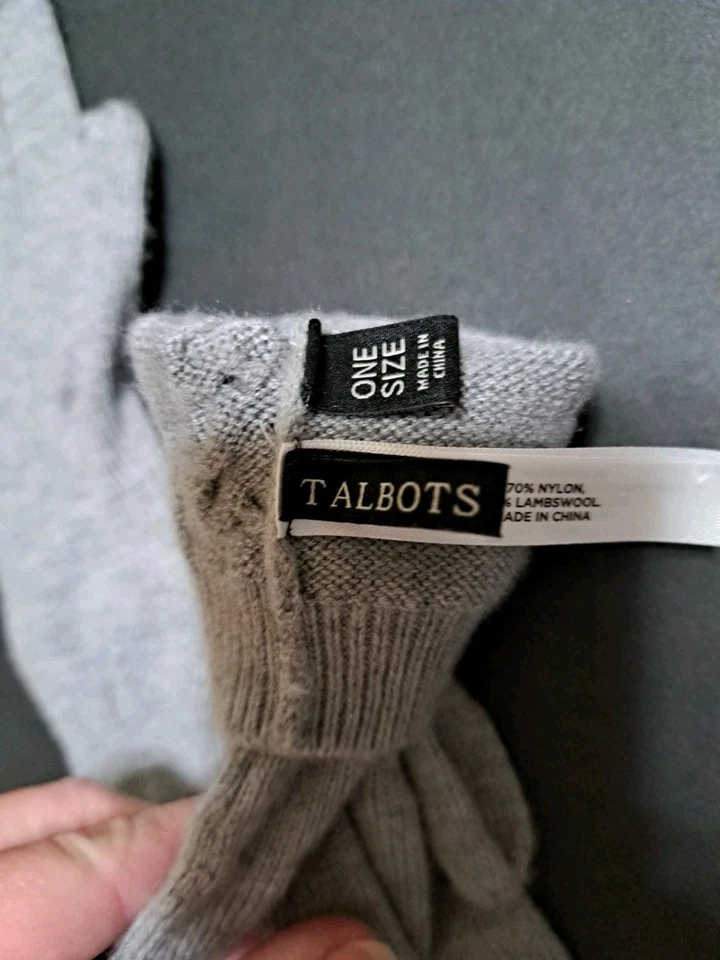 ONE
SIZE
MADE IN
CHINA
TALBOTS
70% NYLON,
% LAMBSWOOL
ADE IN CHINA